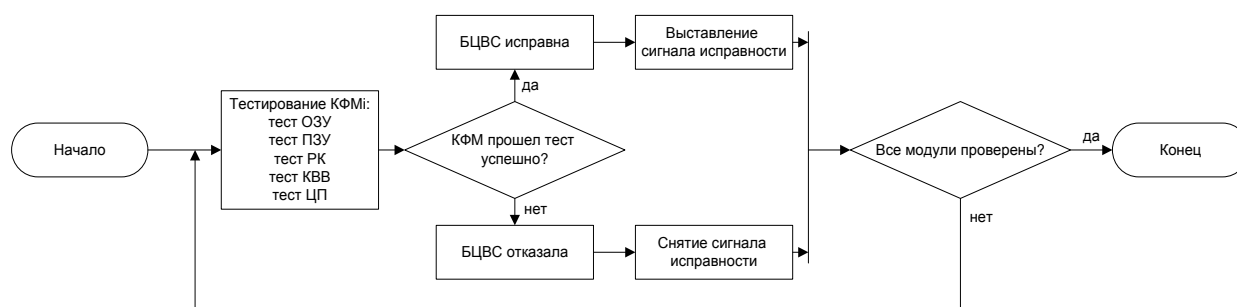 Начало
Тестирование КФМi:
тест ОЗУ
тест ПЗУ
тест РК
тест КВВ
тест ЦП
КФМ прошел тест
успешно?
да
БЦВС исправна
Выставление
сигнала исправности
нет
БЦВС отказала
Снятие сигнала
исправности
Все модули проверены?
да
Конец
нет